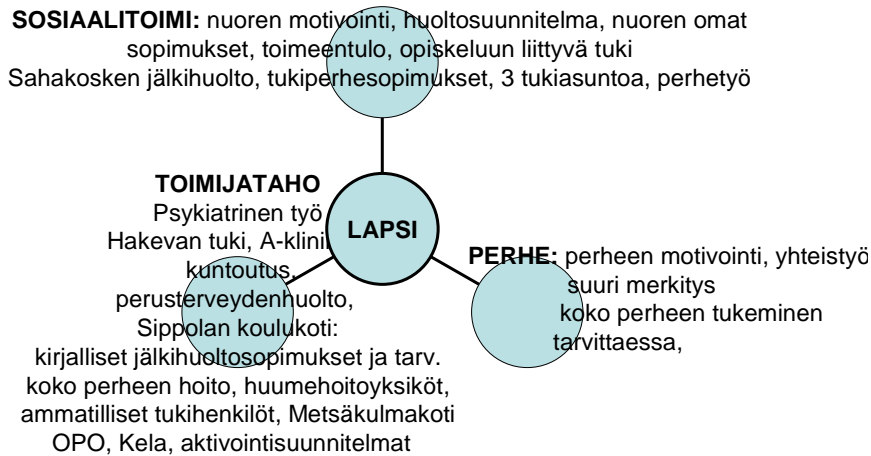 SOSIAALITOIMI: nuoren motivointi, huoltosuunnitelma, nuoren omat
sopimukset, toimeentulo, opiskeluun liittyvä tuki
Sahakosken jälkihuolto, tukiperhesopimukset, 3 tukiasuntoa, perhetyö
TOIMIJATAHO
Psykiatrinen työ
Hakevan tuki,
kuntoutus,
perusterveydenhuolto,
Sippolan koulukoti:
kirjalliset jälkihuoltosopimukset ja tarv.
koko perheen hoito, huumehoitoyksiköt,
ammatilliset tukihenkilöt, Metsäkulmakoti
OPO, Kela, aktivointisuunnitelmat
LAPSI
PERHE: perheen motivointi, yhteistyö
suuri merkitys
koko perheen tukeminen
tarvittaessa,